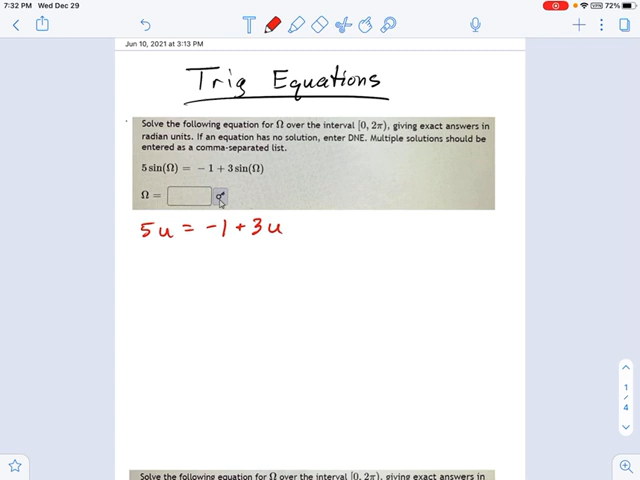 7:32 PM Wed Dec 29
VPN 72%
Jun 10, 2021 at 3:13 PM
Trig Equations
Solve the following equation for Ω over the interval [0, 2π), giving exact answers in
radian units. If an equation has no solution, enter DNE. Multiple solutions should be
entered as a comma-separated list.
5 sin(Ω) = − 1 + 3 sin(Ω)
Ω =
5u = -1 + 3u
1
/
4
Solve the following equation for Ω over the interval [0, 2π), giving exact answers in